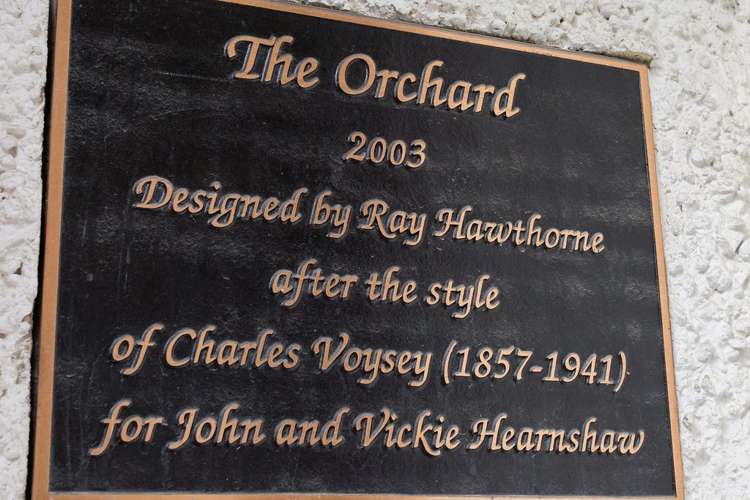 The Orchard
2003
Designed by Ray Hawthorne
after the style
of Charles Voysey (1857-1941)
for John and Vickie Hearnshaw